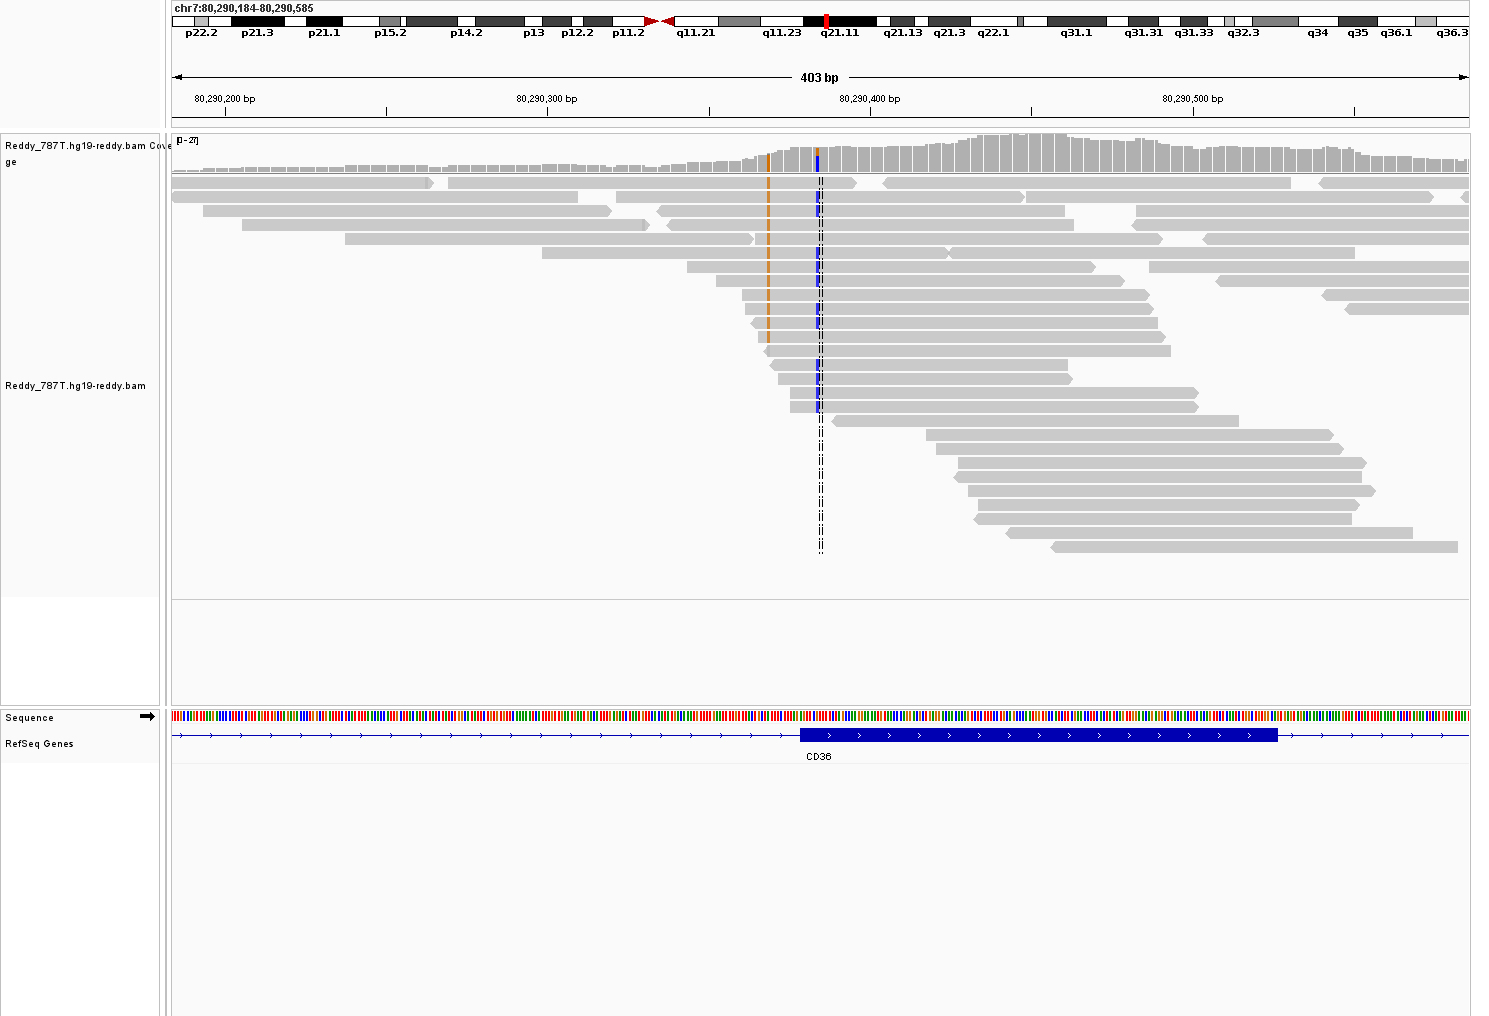 chr7:80,290,184-80,290,585
p22.2 p21.3 p21.1 p15.2 p14.2 p13 p12.2 p11.2 q11.21 q11.23 q21.11 q21.13 q21.3 q22.1 q31.1 q31.31 q31.33 q32.3 q34 q35 q36.1 q36.3
403 bp
80,290,200 bp 80,290,300 bp 80,290,400 bp 80,290,500 bp
[0 - 27]
Reddy_787T.hg19-reddy.bam Cove
ge
Reddy_787T.hg19-reddy.bam
Sequence
RefSeq Genes
CD36